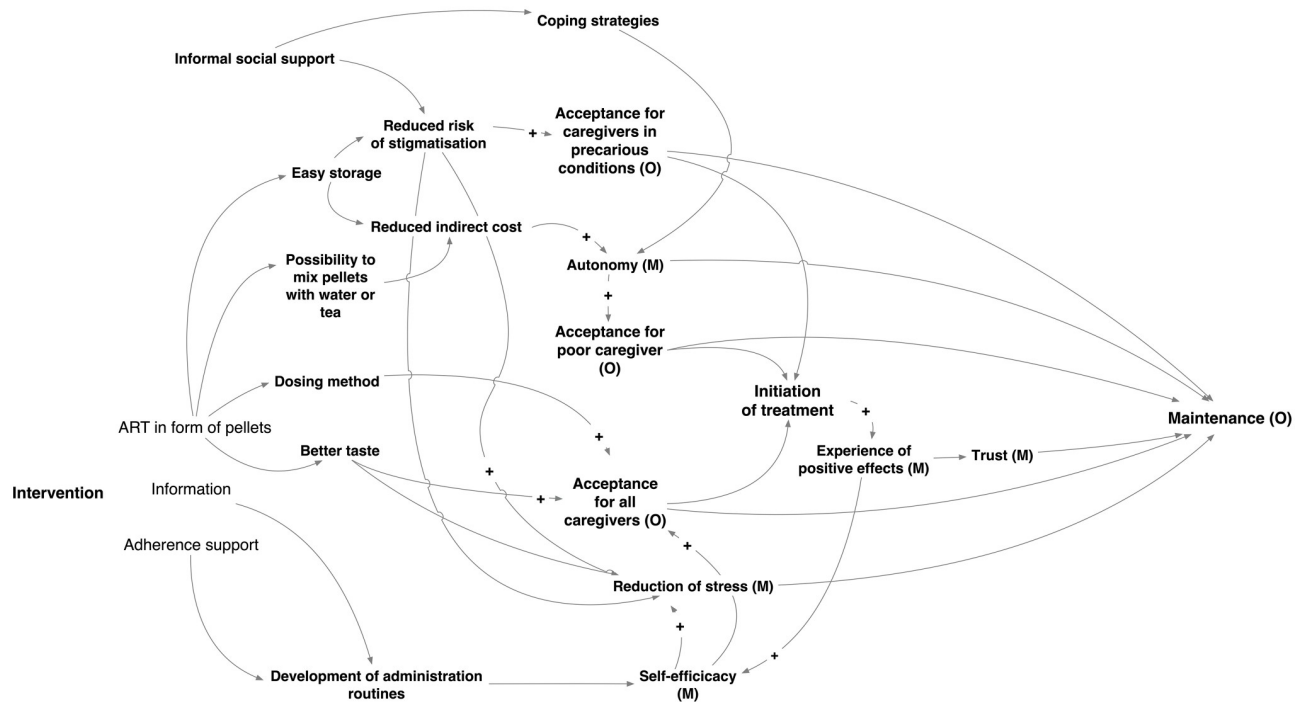 Coping strategies
Informal social support
Reduced risk
of stigmatisation
+
Acceptance for
caregivers in
precarious
conditions (O)
Easy storage
Reduced indirect cost
+
Autonomy (M)
Possibility to
mix pellets
with water or
tea
+
Acceptance for
poor caregiver
(O)
Dosing method
Initiation
of treatment
+
Maintenance (O)
ART in form of pellets
+
Better taste
Experience of
positive effects (M)
Trust (M)
+
Intervention
Information
+
Acceptance
for all
caregivers (O)
Adherence support
+
Reduction of stress (M)
+
+
Development of administration
routines
Self-efficicacy
(M)